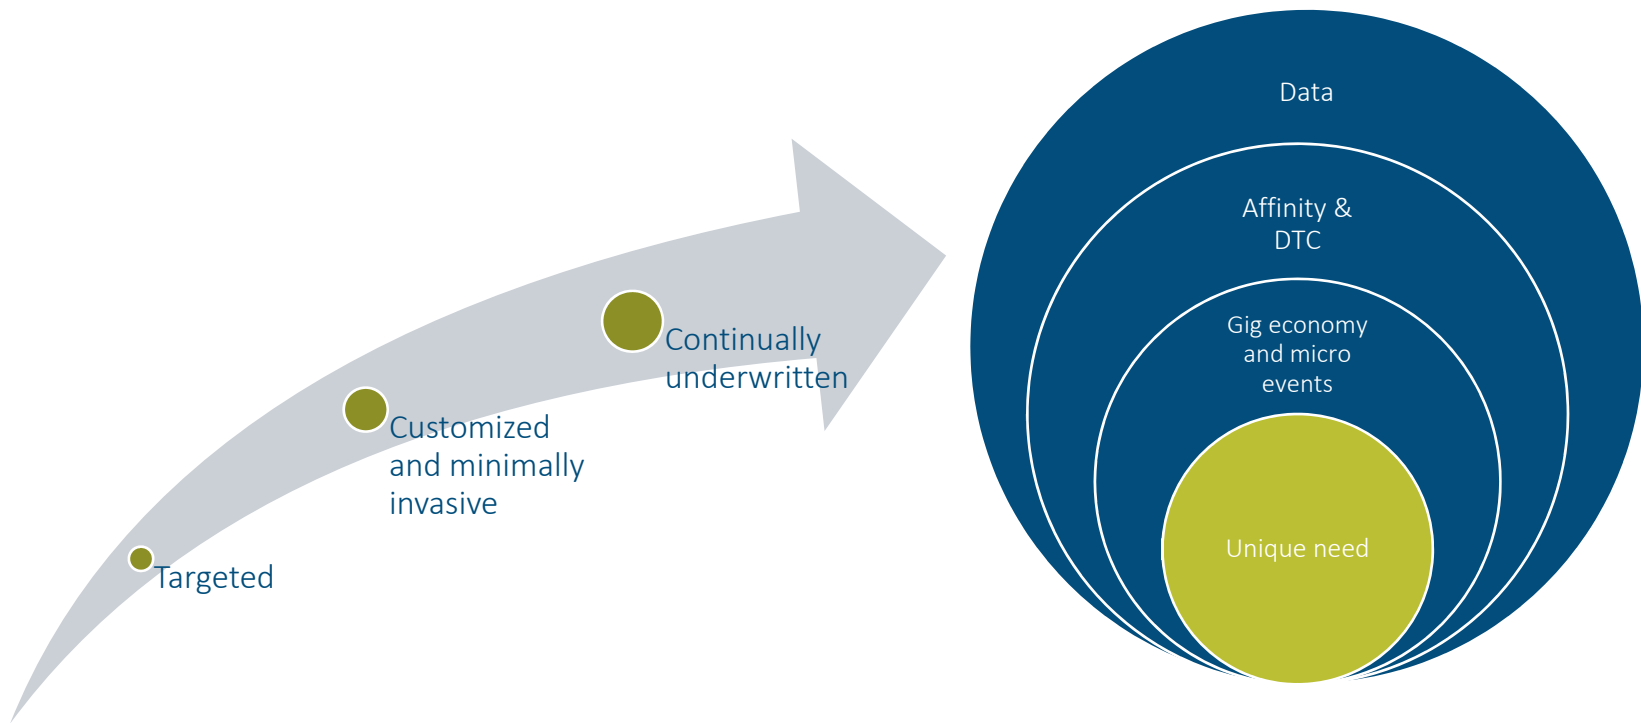 Targeted
Customized
and minimally
invasive
Continually
underwritten
Data
Affinity &
DTC
Gig economy
and micro
events
Unique need